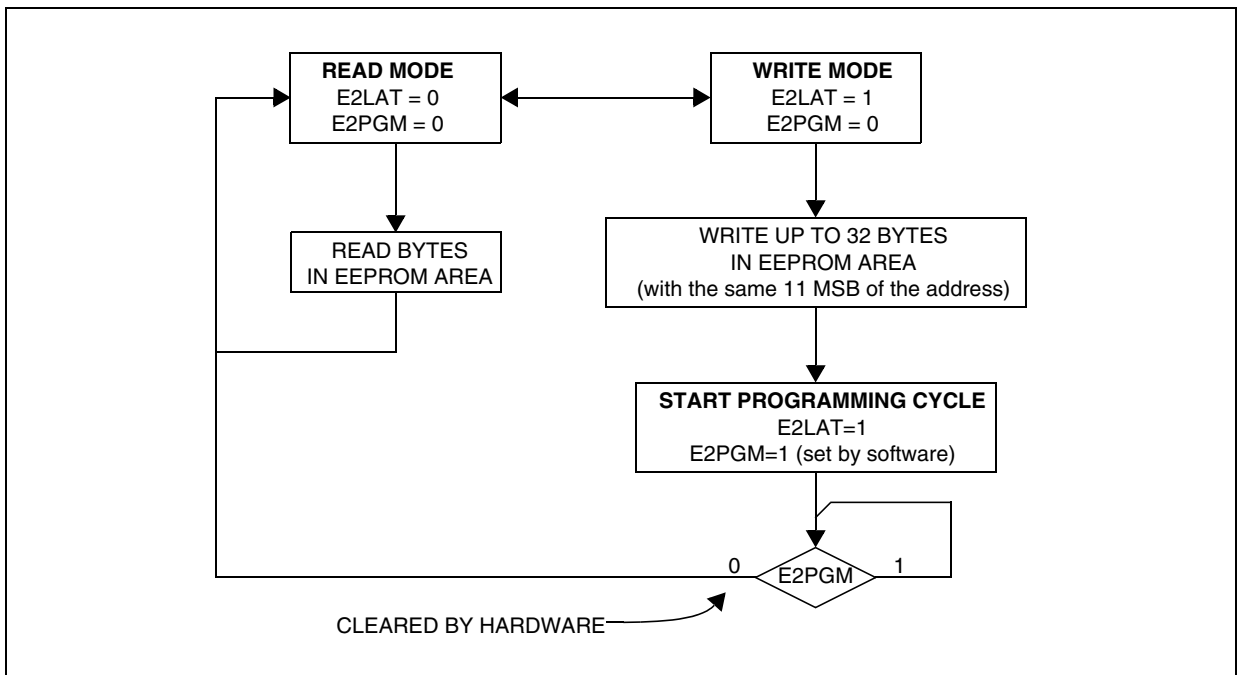 READ MODE
E2LAT = 0
E2PGM = 0
WRITE MODE
E2LAT = 1
E2PGM = 0
READ BYTES
IN EEPROM AREA
WRITE UP TO 32 BYTES
IN EEPROM AREA
(with the same 11 MSB of the address)
START PROGRAMMING CYCLE
E2LAT=1
E2PGM=1 (set by software)
0
E2PGM
1
CLEARED BY HARDWARE